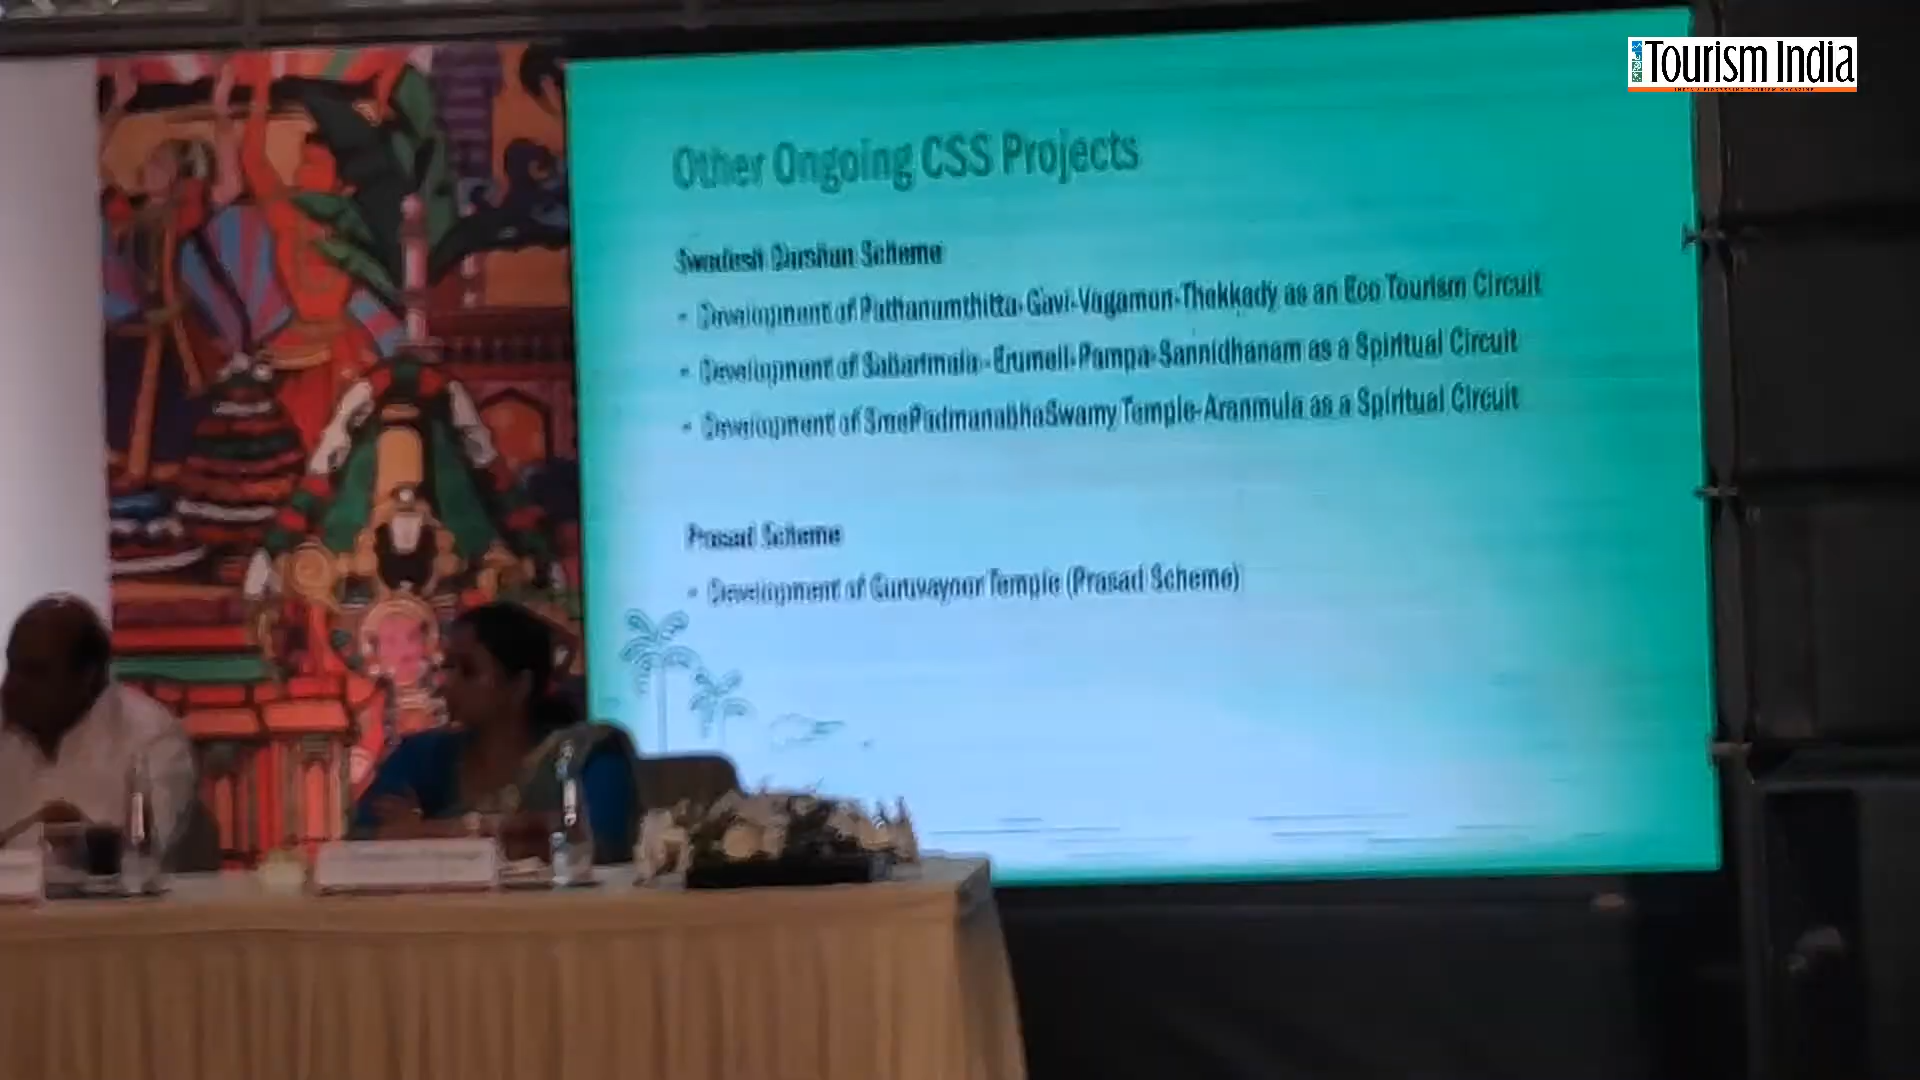 Tourism India
Other Ongoing CSS Projects
Swadesh Darshan Scheme
- Development of Pathanamthitta-Gavi-Vagamon-Thekkady as an Eco Tourism Circuit
- Development of Sabarimala-Erumeli-Pampa-Sannidhanam as a Spiritual Circuit
- Development of SreePadmanabhaSwamy Temple-Aranmula as a Spiritual Circuit
Prasad Scheme
- Development of Guruvayoor Temple (Prasad Scheme)